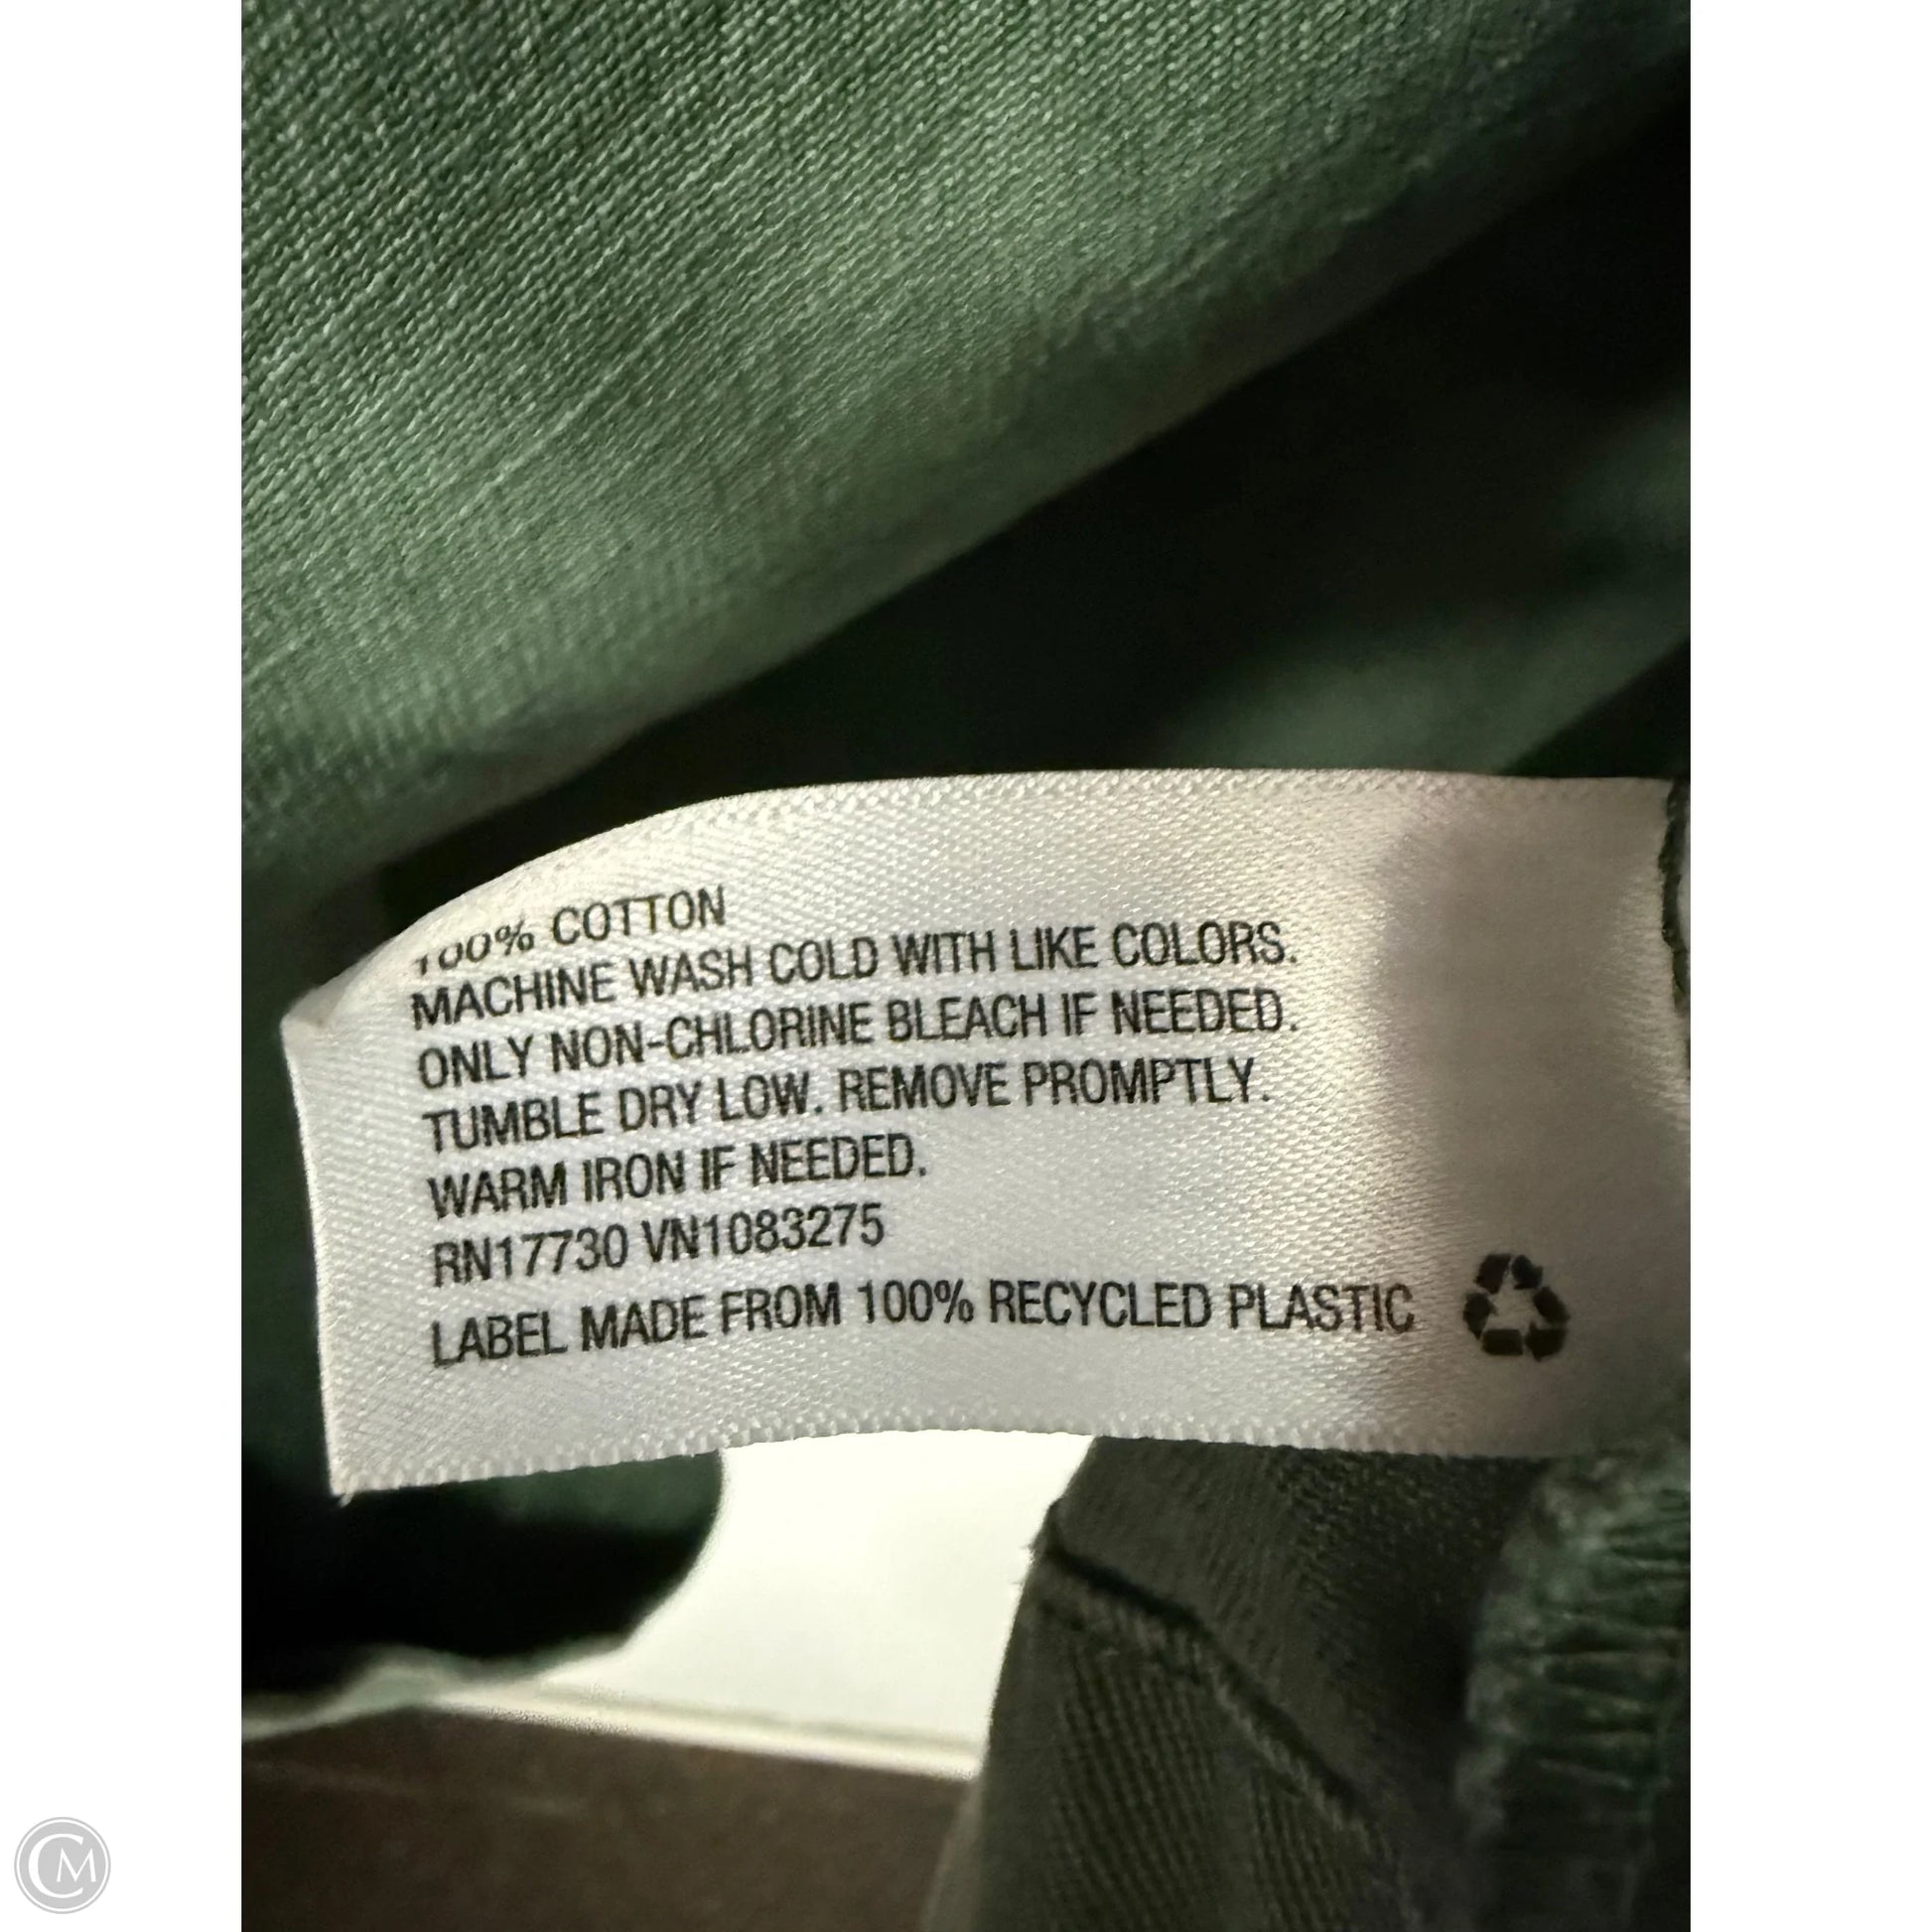 100% COTTON
MACHINE WASH COLD WITH LIKE COLORS.
ONLY NON-CHLORINE BLEACH IF NEEDED.
TUMBLE DRY LOW. REMOVE PROMPTLY.
WARM IRON IF NEEDED.
RN17730 VN1083275
LABEL MADE FROM 100% RECYCLED PLASTIC
CM